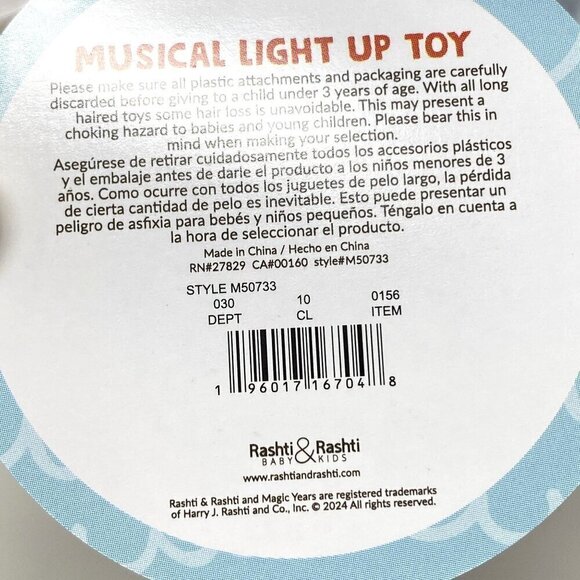 MUSICAL LIGHT UP TOY
Please make sure all plastic attachments and packaging are carefully
discarded before giving to a child under 3 years of age. With all long
haired toys some hair loss is unavoidable. This may present a
choking hazard to babies and young children. Please bear this in
mind when making your selection.
Asegúrese de retirar cuidadosamente todos los accesorios plásticos
y el embalaje antes de darle el producto a los niños menores de 3
años. Como ocurre con todos los juguetes de pelo largo, la pérdida
de cierta cantidad de pelo es inevitable. Esto puede presentar un
peligro de asfixia para bebés y niños pequeños. Téngalo en cuenta a
la hora de seleccionar el producto.
Made in China / Hecho en China
RN#27829 CA#00160 style#M50733
STYLE M50733
030 10 0156
DEPT CL ITEM
1 96017 16704 8
Rashti & Rashti
BABY KIDS
www.rashtiandrashti.com
Rashti & Rashti and Magic Years are registered trademarks
of Harry J. Rashti and Co., Inc. © 2024 All rights reserved.